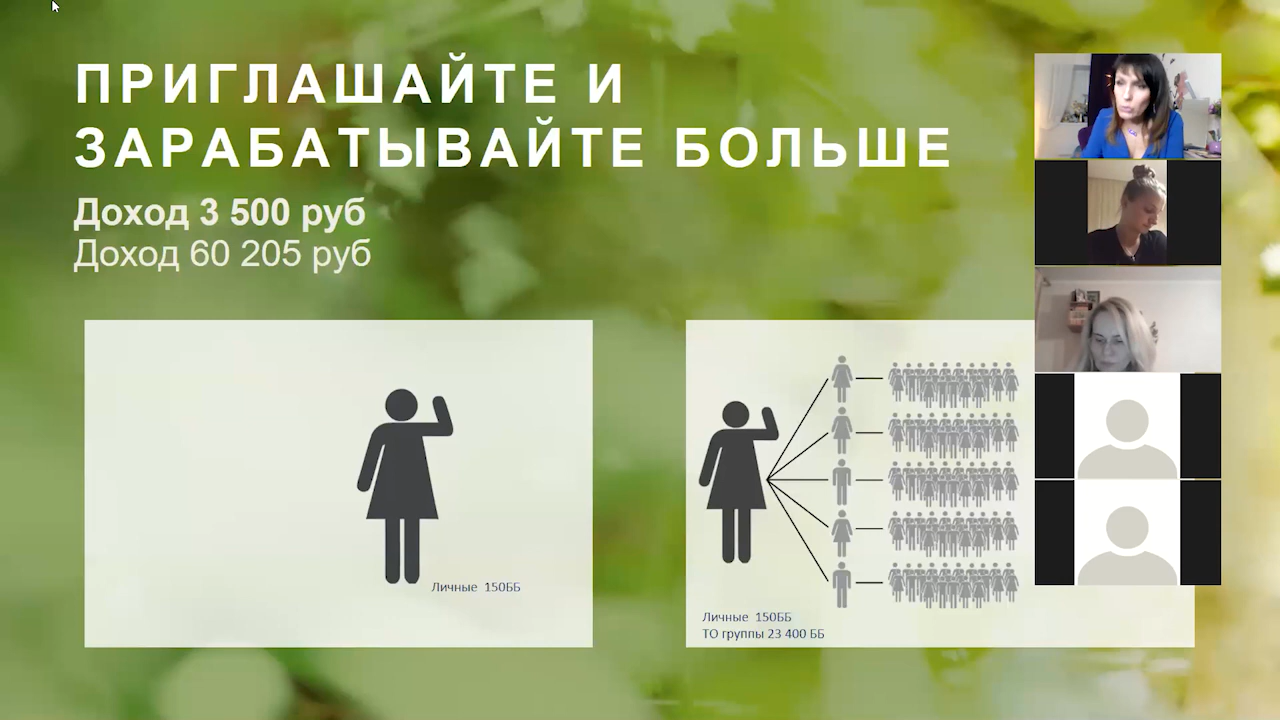 ПРИГЛАШАЙТЕ И
ЗАРАБАТЫВАЙТЕ БОЛЬШЕ
Доход 3 500 руб
Доход 60 205 руб
Личные 150ББ
Личные 150ББ
ТО группы 23 400 ББ